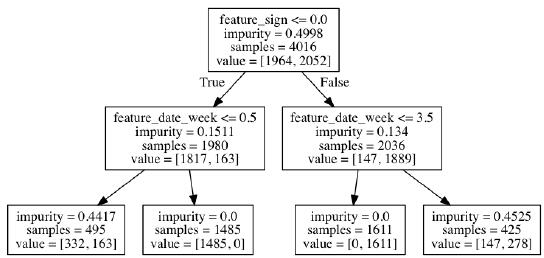 feature_sign <= 0.0
impurity = 0.4998
samples = 4016
value = [1964, 2052]
True
False
feature_date_week <= 0.5
impurity = 0.1511
samples = 1980
value = [1817, 163]
feature_date_week <= 3.5
impurity = 0.134
samples = 2036
value = [147, 1889]
impurity = 0.4417
samples = 495
value = [332, 163]
impurity = 0.0
samples = 1485
value = [1485, 0]
impurity = 0.0
samples = 1611
value = [0, 1611]
impurity = 0.4525
samples = 425
value = [147, 278]